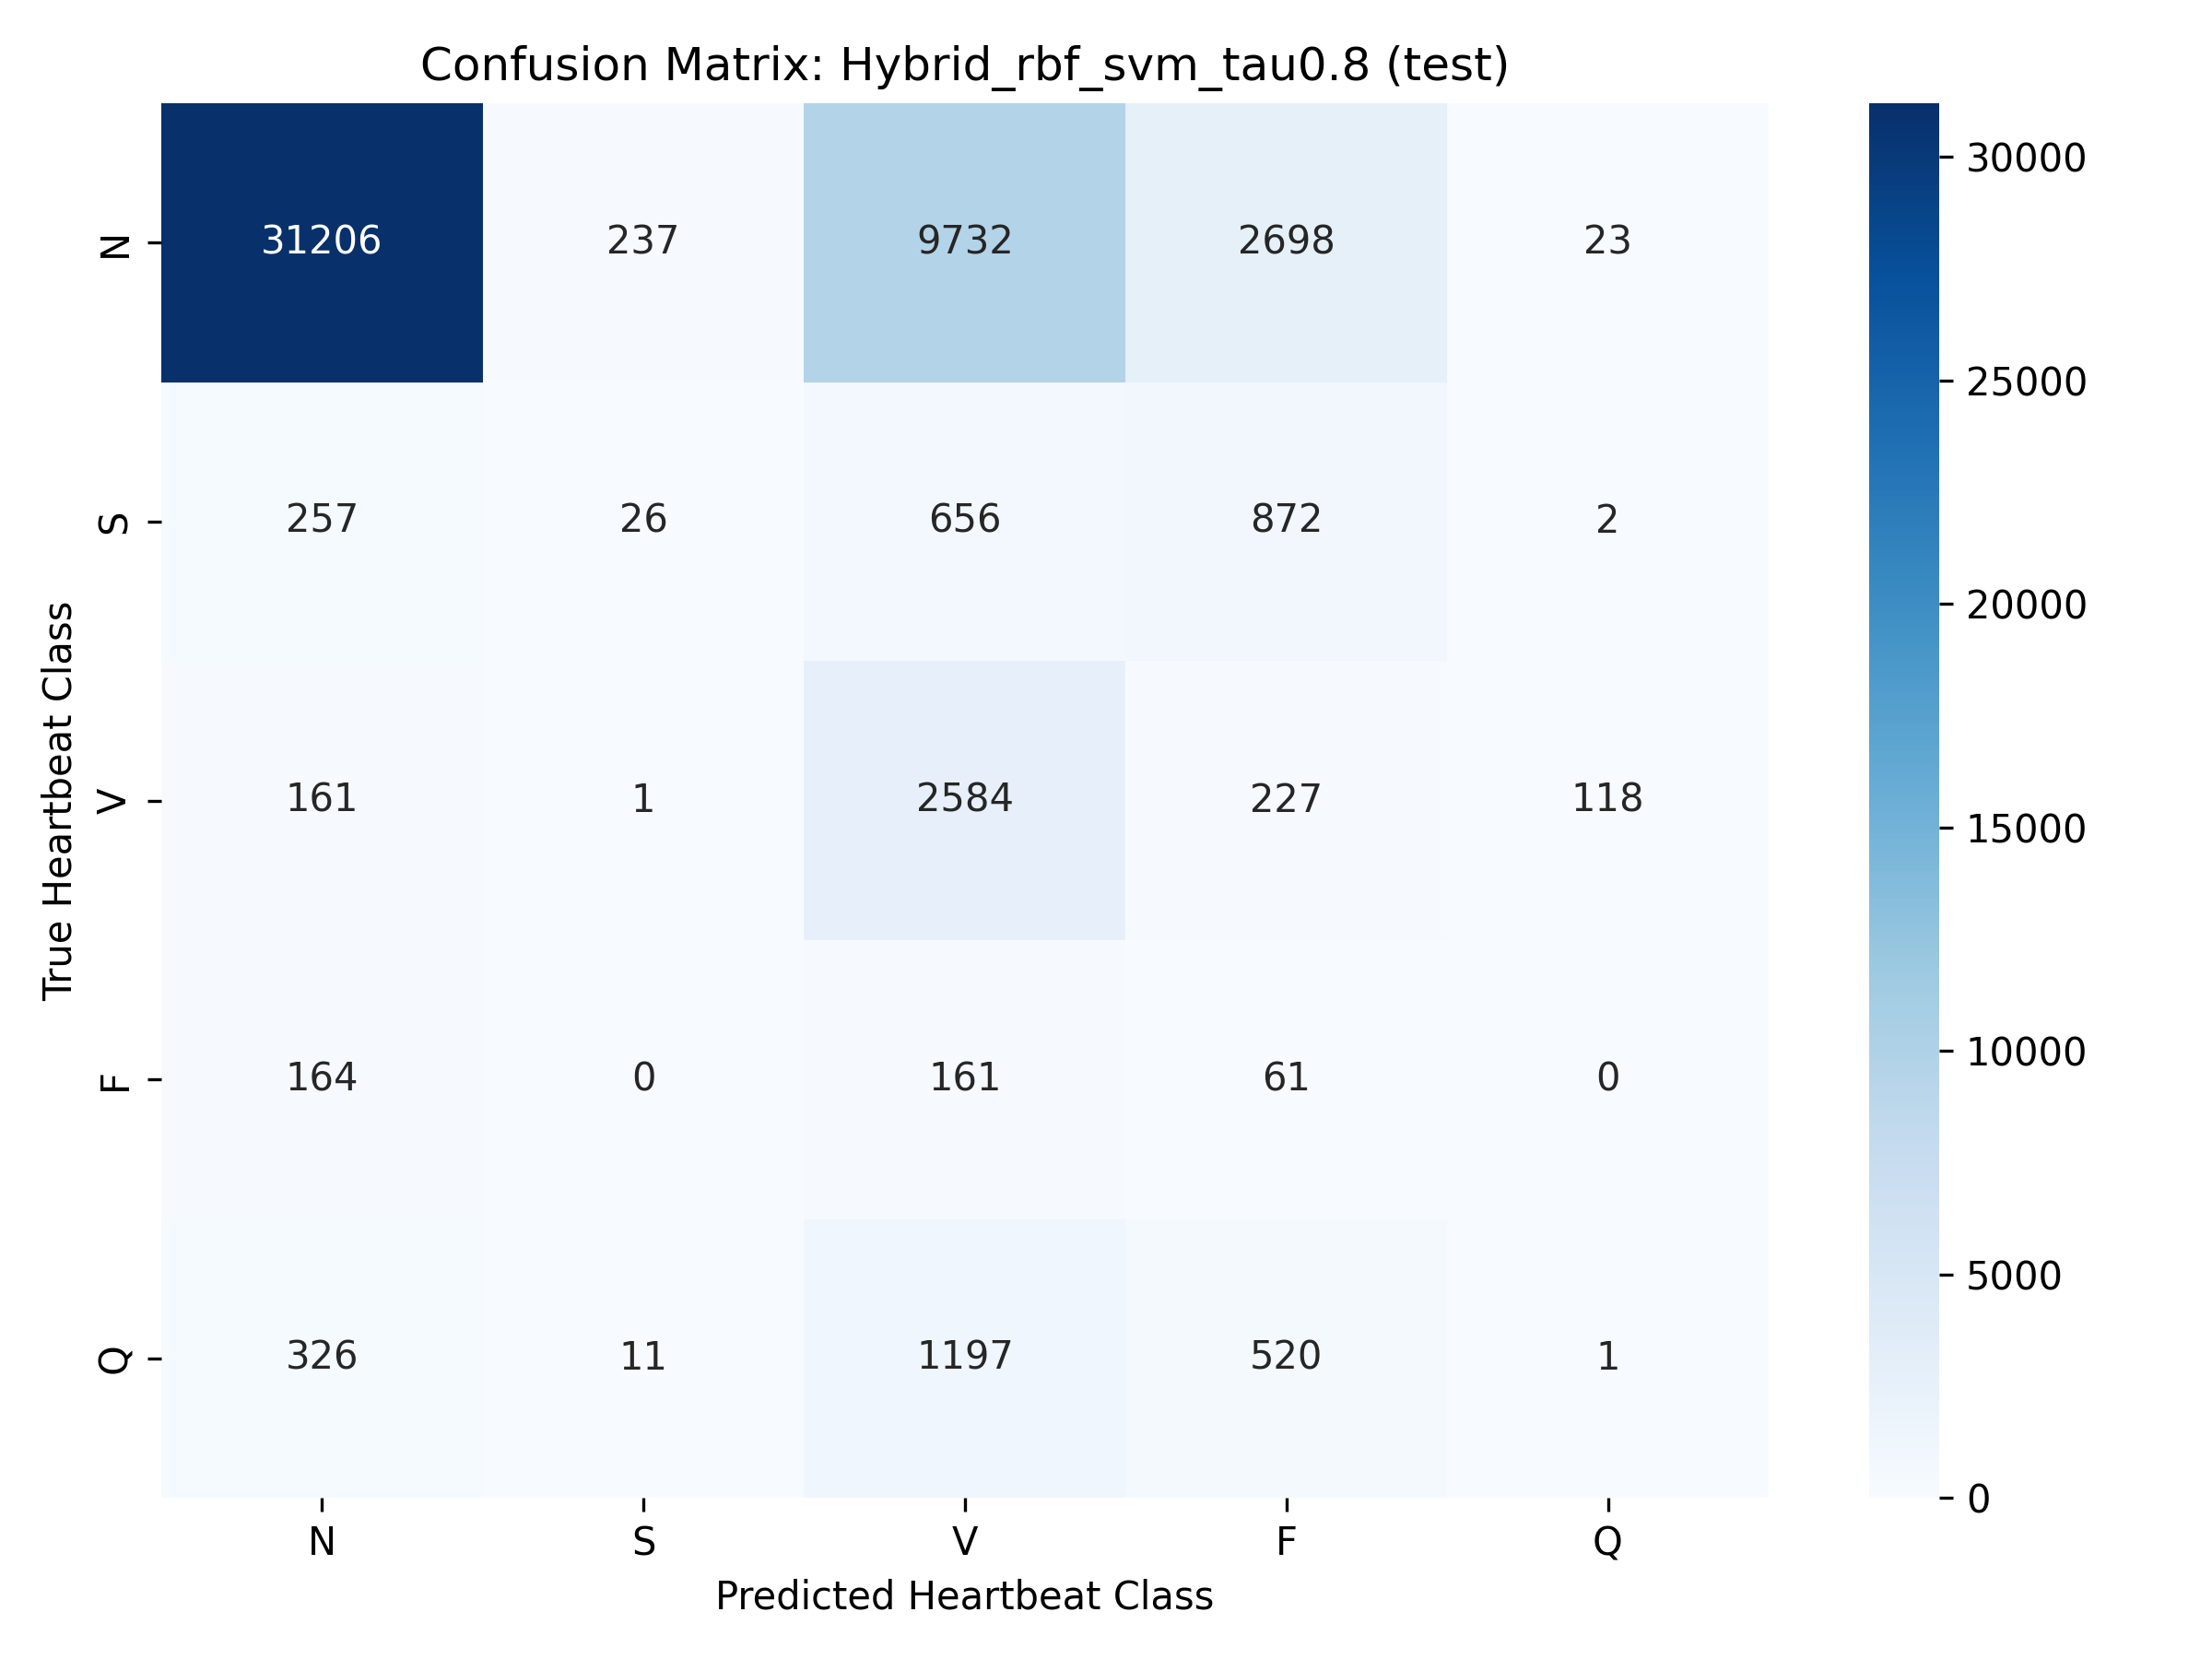 Confusion Matrix: Hybrid_rbf_svm_tau0.8 (test)
True Heartbeat Class
N 31206 237 9732 2698 23
S 257 26 656 872 2
V 161 1 2584 227 118
F 164 0 161 61 0
Q 326 11 1197 520 1
N S V F Q
Predicted Heartbeat Class
30000
25000
20000
15000
10000
5000
0